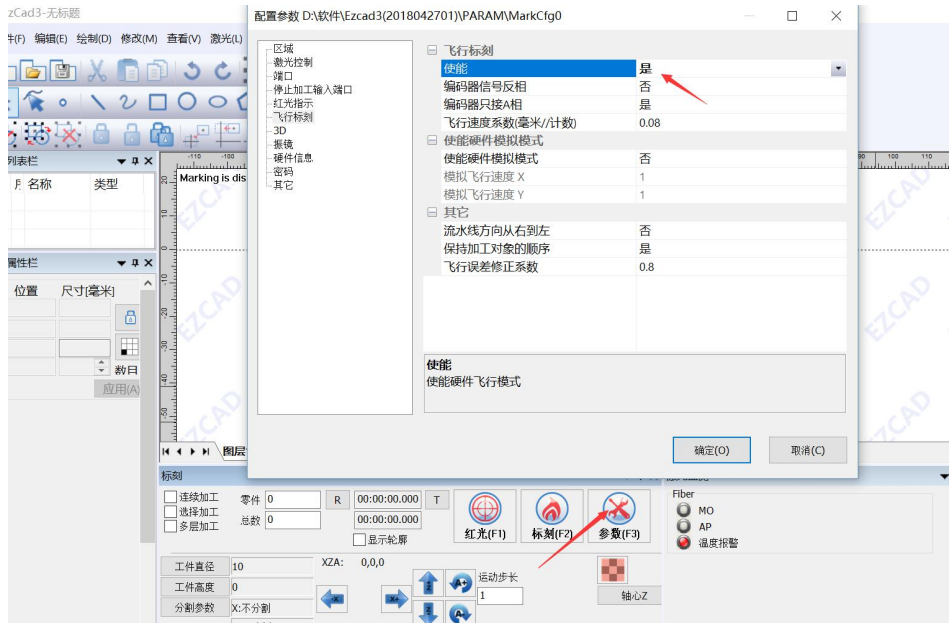 zCad3-无标题
配置参数 D:\软件\Ezcad3(2018042701)\PARAM\MarkCfg0
编辑(E) 绘制(D) 修改(M) 查看(V) 激光(L)
区域
激光控制
端口
停止加工输入端口
红光指示
飞行标刻
3D
振镜
硬件信息
密码
其它
飞行标刻
使能 是
编码器信号反相 否
编码器只接A相 是
飞行速度系数(毫米//计数) 0.08
使能硬件模拟模式
使能硬件模拟模式 否
模拟飞行速度 X 1
模拟飞行速度 Y 1
其它
流水线方向从右到左 否
保持加工对象的顺序 是
飞行误差修正系数 0.8
使能
使能硬件飞行模式
确定(O) 取消(C)
列表栏
名称 类型
-110 -100
90 100 110
Marking is dis
属性栏
位置 尺寸[毫米]
数目
应用(A)
EZCAD
EZCAD
EZCAD
EZCAD
EZCAD
EZCAD
图层
标刻
连续加工 零件 0 R 00:00:00.000 T
选择加工
多层加工 总数 0 00:00:00.000
显示轮廓
红光(F1) 标刻(F2) 参数(F3)
Fiber
MO
AP
温度报警
工件直径 10
工件高度 0
分割参数 X:不分割
XZA: 0,0,0
运动步长
1
轴心Z